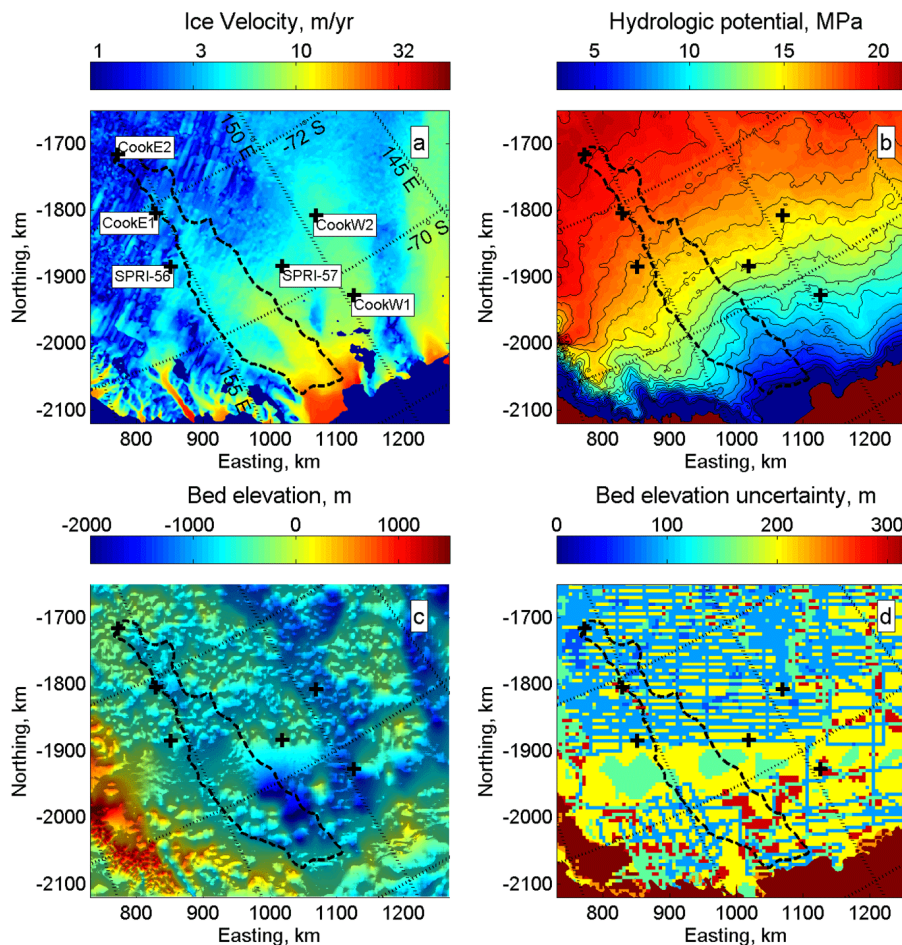 Ice Velocity, m/yr
1 3 10 32
Hydrologic potential, MPa
5 10 15 20
a
b
-1700
-1800
-1900
-2000
-2100
Northing, km
CookE2
150 E
-72 S
145 E
CookE1
CookW2
-70 S
SPRI-56
SPRI-57
CookW1
155 E
800 900 1000 1100 1200
Easting, km
-1700
-1800
-1900
-2000
-2100
Northing, km
800 900 1000 1100 1200
Easting, km
Bed elevation, m
-2000 -1000 0 1000
Bed elevation uncertainty, m
0 100 200 300
c
d
-1700
-1800
-1900
-2000
-2100
Northing, km
800 900 1000 1100 1200
Easting, km
-1700
-1800
-1900
-2000
-2100
Northing, km
800 900 1000 1100 1200
Easting, km